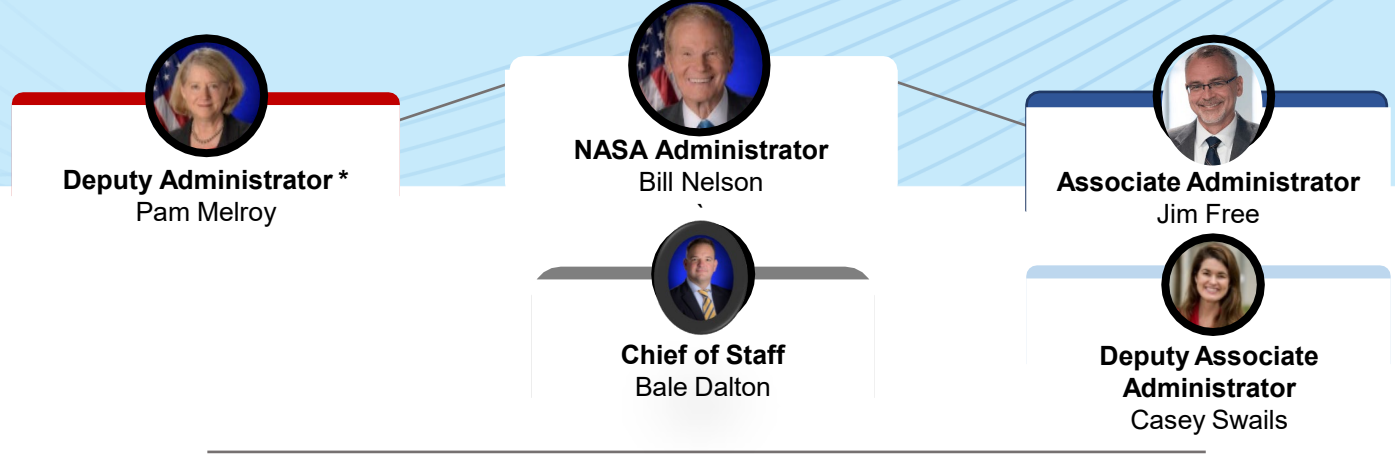 Deputy Administrator *
Pam Melroy
NASA Administrator
Bill Nelson
`
Associate Administrator
Jim Free
Chief of Staff
Bale Dalton
Deputy Associate
Administrator
Casey Swails